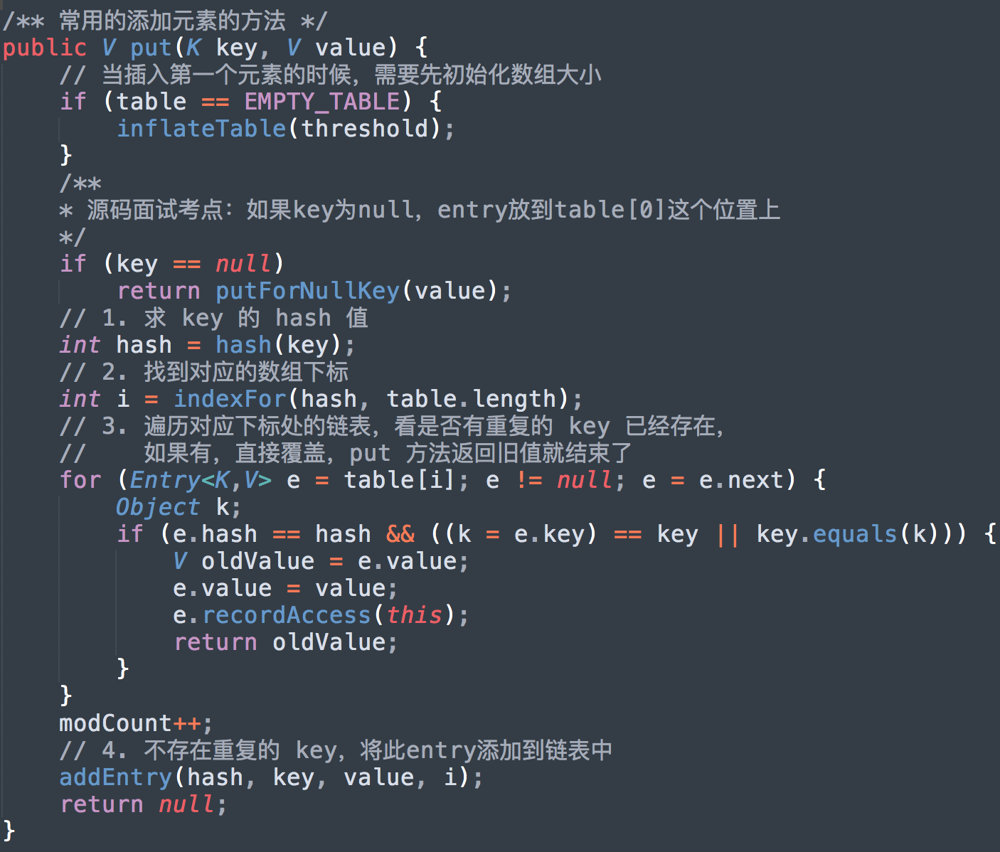 /** 常用的添加元素的方法 */
public V put(K key, V value) {
    // 当插入第一个元素的时候，需要先初始化数组大小
    if (table == EMPTY_TABLE) {
        inflateTable(threshold);
    }
    /**
    * 源码面试考点：如果key为null，entry放到table[0]这个位置上
    */
    if (key == null)
        return putForNullKey(value);
    // 1. 求 key 的 hash 值
    int hash = hash(key);
    // 2. 找到对应的数组下标
    int i = indexFor(hash, table.length);
    // 3. 遍历对应下标处的链表，看是否有重复的 key 已经存在，
    //    如果有，直接覆盖，put 方法返回旧值就结束了
    for (Entry<K,V> e = table[i]; e != null; e = e.next) {
        Object k;
        if (e.hash == hash && ((k = e.key) == key || key.equals(k))) {
            V oldValue = e.value;
            e.value = value;
            e.recordAccess(this);
            return oldValue;
        }
    }
    modCount++;
    // 4. 不存在重复的 key，将此entry添加到链表中
    addEntry(hash, key, value, i);
    return null;
}